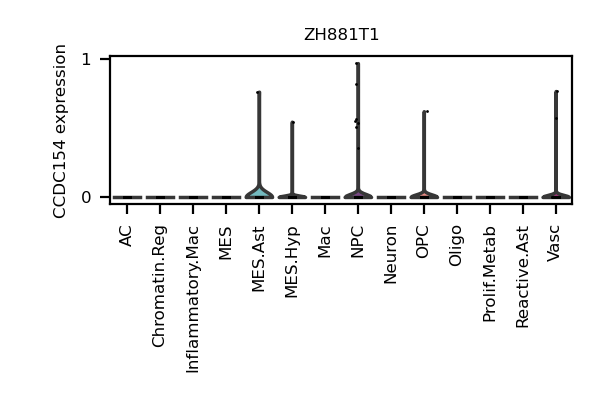 ZH881T1
CCDC154 expression
1
0
AC
Chromatin.Reg
Inflammatory.Mac
MES
MES.Ast
MES.Hyp
Mac
NPC
Neuron
OPC
Oligo
Prolif.Metab
Reactive.Ast
Vasc